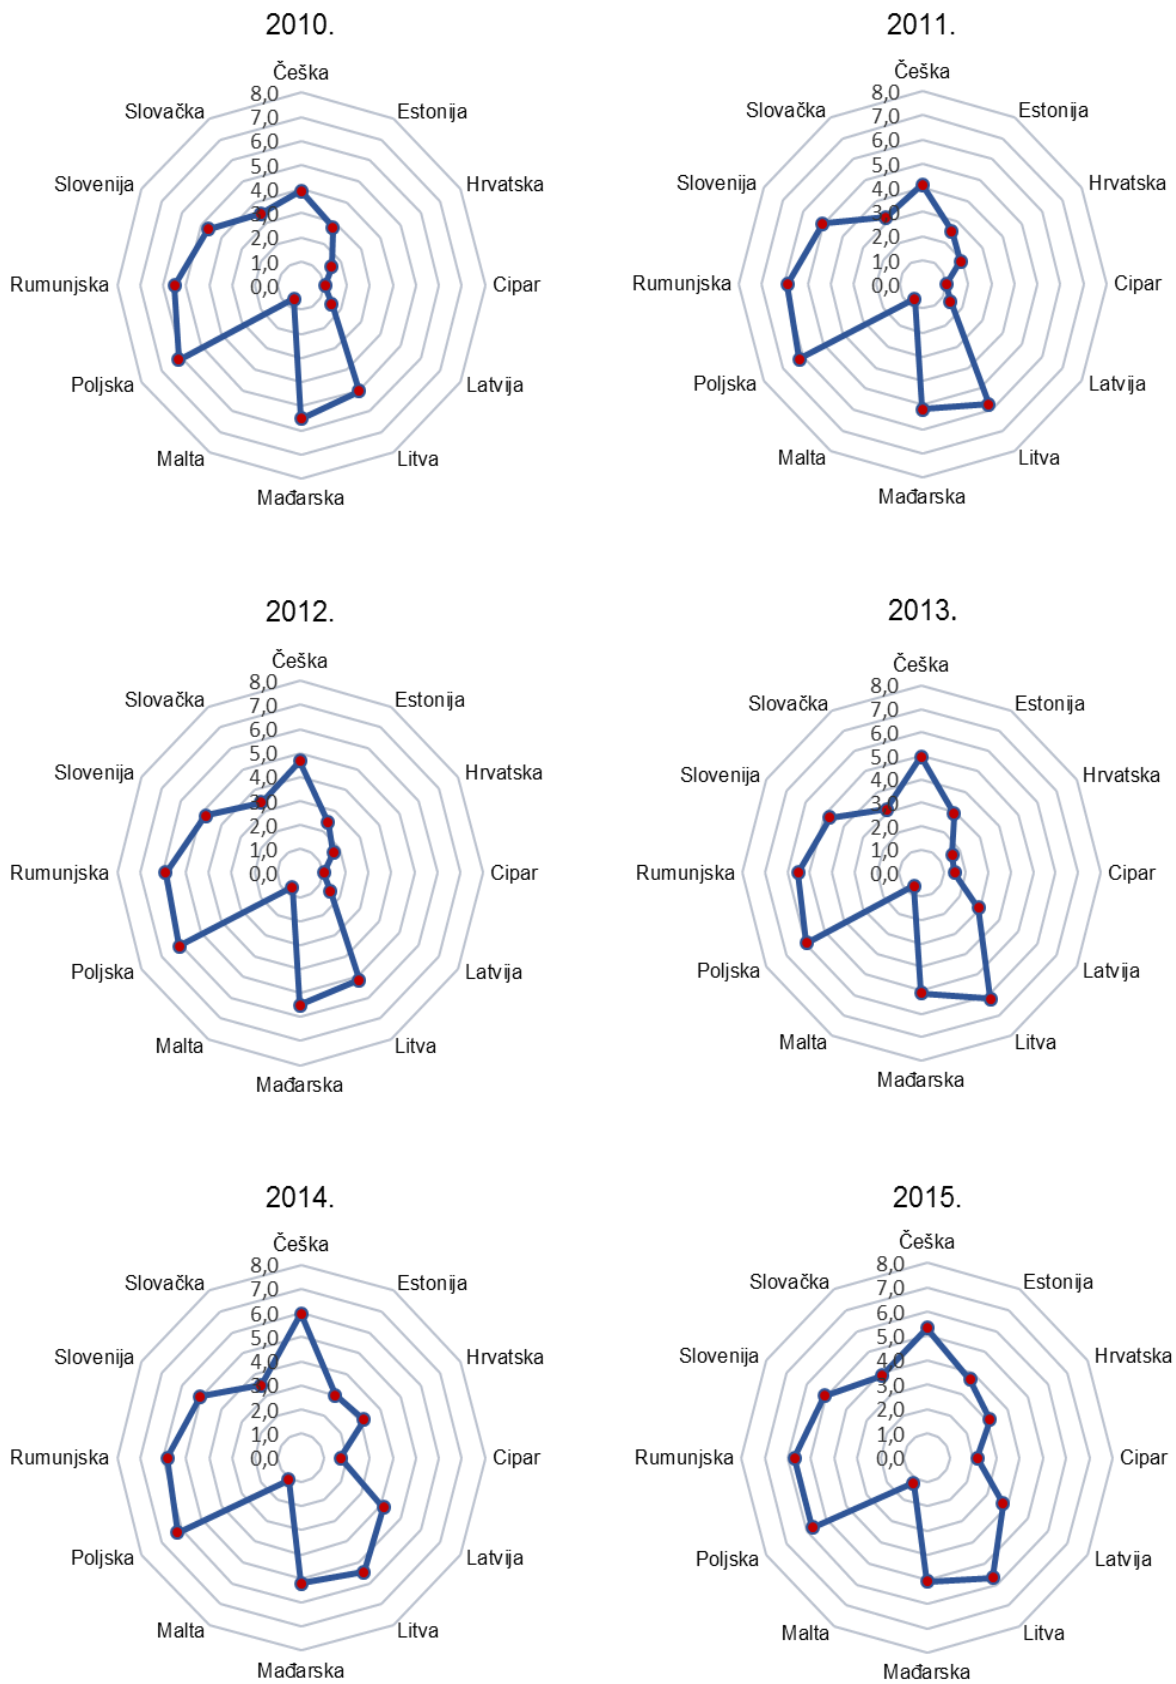 2010.
Češka
Estonija
Hrvatska
Cipar
Latvija
Litva
Mađarska
Malta
Poljska
Rumunjska
Slovenija
Slovačka
8,0
7,0
6,0
5,0
4,0
3,0
2,0
1,0
0,0
2011.
Češka
Estonija
Hrvatska
Cipar
Latvija
Litva
Mađarska
Malta
Poljska
Rumunjska
Slovenija
Slovačka
8,0
7,0
6,0
5,0
4,0
3,0
2,0
1,0
0,0
2012.
Češka
Estonija
Hrvatska
Cipar
Latvija
Litva
Mađarska
Malta
Poljska
Rumunjska
Slovenija
Slovačka
8,0
7,0
6,0
5,0
4,0
3,0
2,0
1,0
0,0
2013.
Češka
Estonija
Hrvatska
Cipar
Latvija
Litva
Mađarska
Malta
Poljska
Rumunjska
Slovenija
Slovačka
8,0
7,0
6,0
5,0
4,0
3,0
2,0
1,0
0,0
2014.
Češka
Estonija
Hrvatska
Cipar
Latvija
Litva
Mađarska
Malta
Poljska
Rumunjska
Slovenija
Slovačka
8,0
7,0
6,0
5,0
4,0
3,0
2,0
1,0
0,0
2015.
Češka
Estonija
Hrvatska
Cipar
Latvija
Litva
Mađarska
Malta
Poljska
Rumunjska
Slovenija
Slovačka
8,0
7,0
6,0
5,0
4,0
3,0
2,0
1,0
0,0